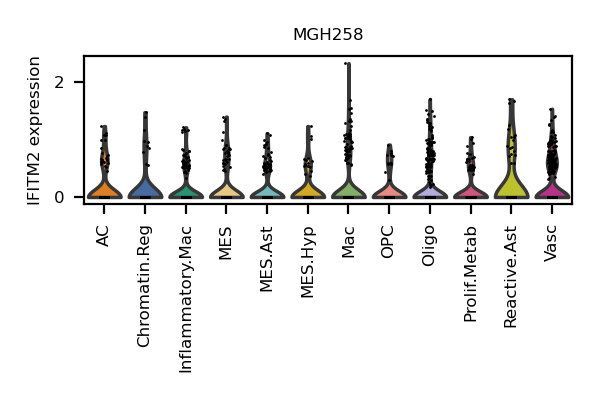 MGH258
IFITM2 expression
2
0
AC
Chromatin.Reg
Inflammatory.Mac
MES
MES.Ast
MES.Hyp
Mac
OPC
Oligo
Prolif.Metab
Reactive.Ast
Vasc